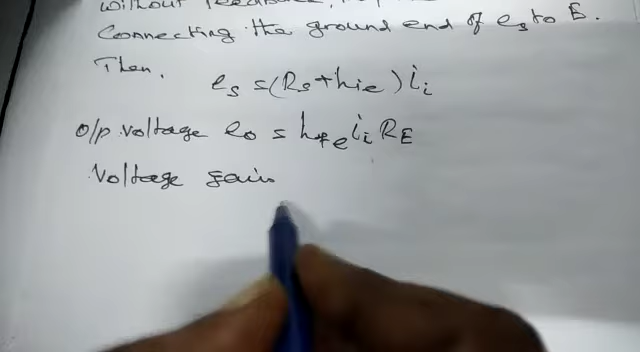 without
Connecting the ground end of es to E.
Then,
es = (Rs+hie) ii
o/p voltage eo = hfe ii RE
Voltage gain